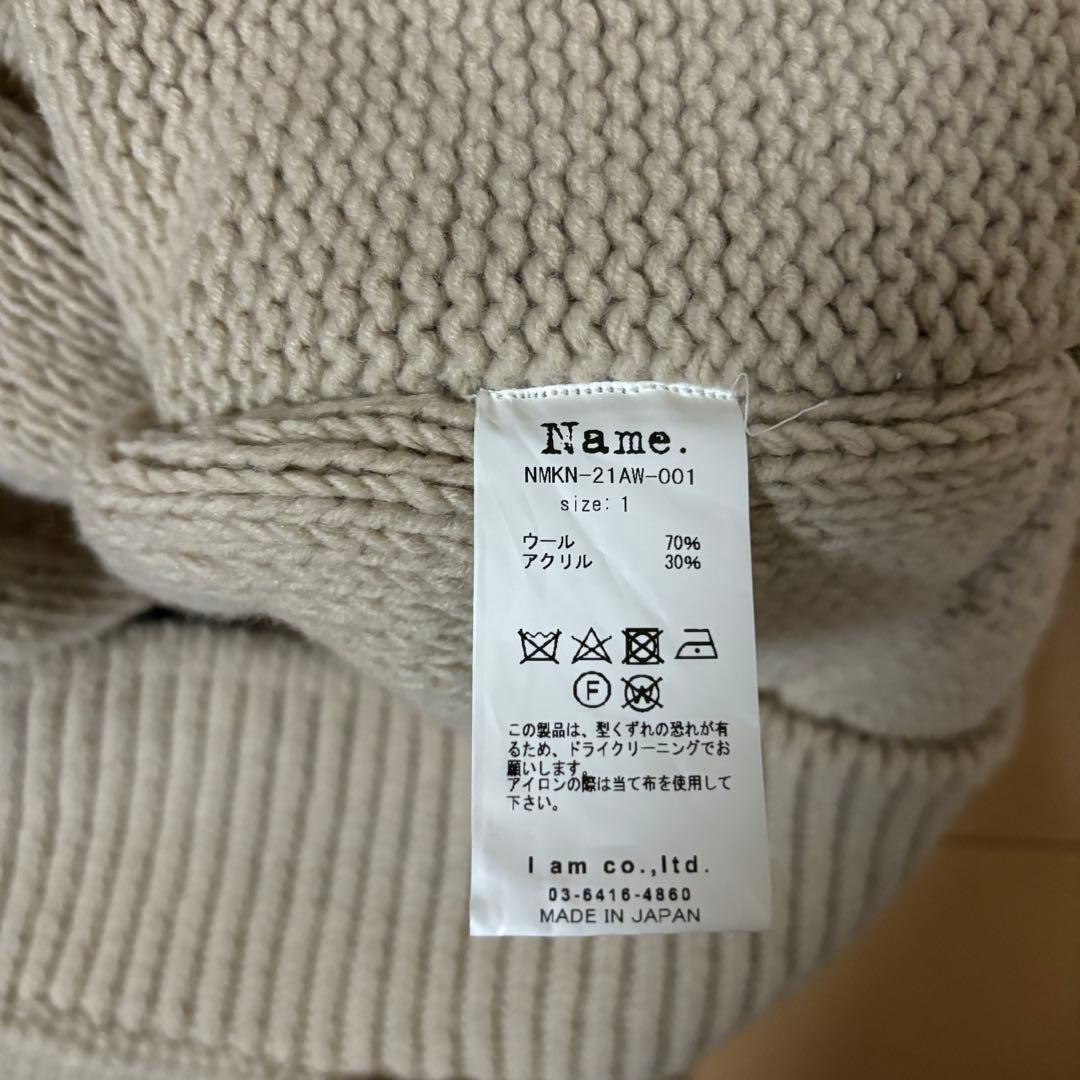 Name.
NMKN-21AW-001
size: 1
ウール 70%
アクリル 30%
F W
この製品は、型くずれの恐れが有
るため、ドライクリーニングでお
願いします。
アイロンの際は当て布を使用して
下さい。
I am co.,ltd.
03-6416-4860
MADE IN JAPAN